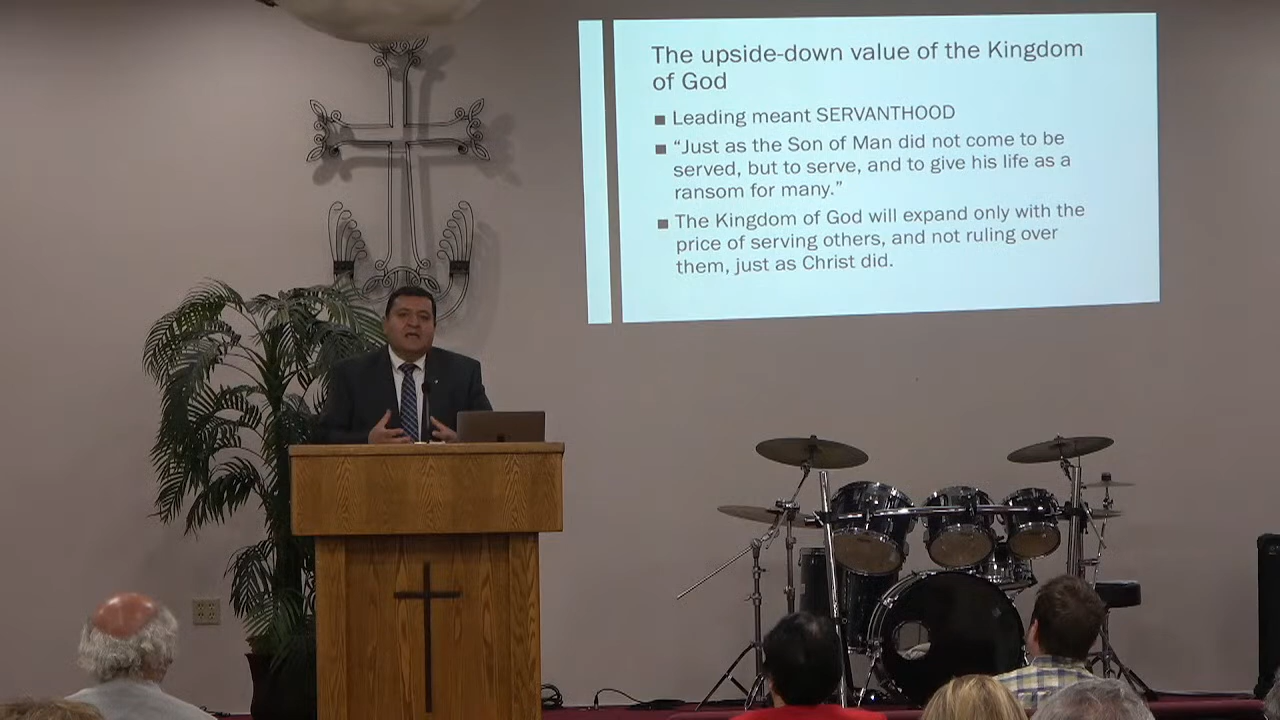 The upside-down value of the Kingdom
of God
Leading meant SERVANTHOOD
“Just as the Son of Man did not come to be
served, but to serve, and to give his life as a
ransom for many.”
The Kingdom of God will expand only with the
price of serving others, and not ruling over
them, just as Christ did.